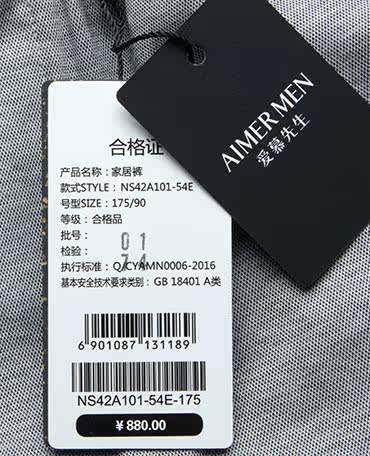 AIMER MEN
爱慕先生
合格证
产品名称：家居裤
款式STYLE：NS42A101-54E
号型SIZE：175/90
等级：合格品
批号：
01
检验：
74
执行标准：Q/CYAMN0006-2016
基本安全技术要求类别：GB 18401 A类
6 901087 131189
NS42A101-54E-175
￥880.00